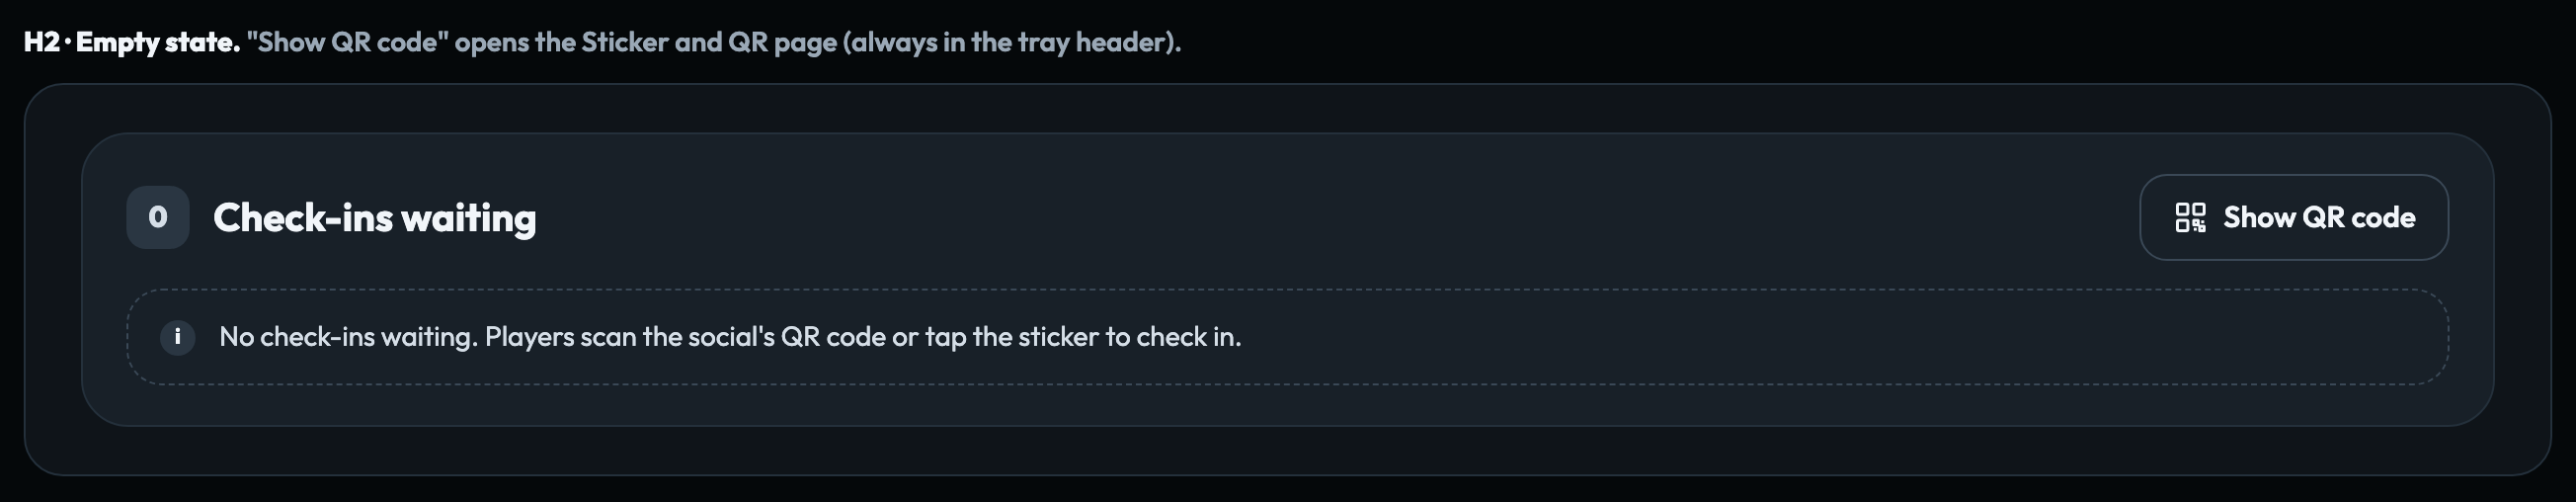 H2 · Empty state. "Show QR code" opens the Sticker and QR page (always in the tray header).
0 Check-ins waiting
Show QR code
i No check-ins waiting. Players scan the social's QR code or tap the sticker to check in.